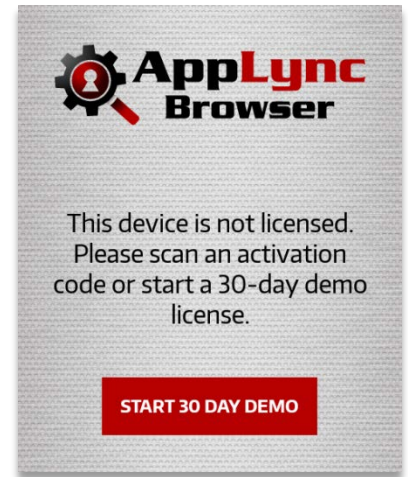 AppLync
Browser
This device is not licensed.
Please scan an activation
code or start a 30-day demo
license.
START 30 DAY DEMO